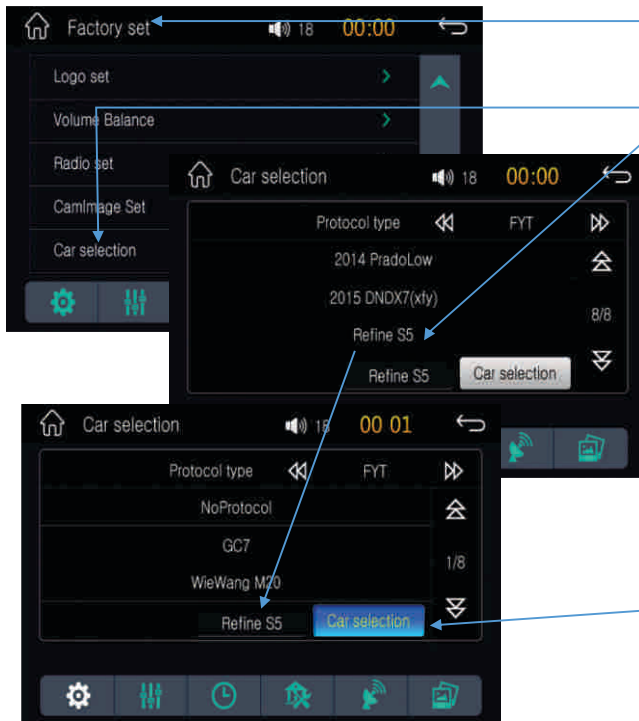 Factory set 18 00:00
Logo set
Volume Balance
Radio set
CamImage Set
Car selection
Car selection 18 00:00
Protocol type FYT
2014 PradoLow
2015 DNDX7(xfy)
8/8
Refine S5
Refine S5 Car selection
Car selection 18 00 01
Protocol type FYT
NoProtocol
GC7
1/8
WieWang M20
Refine S5 Car selection